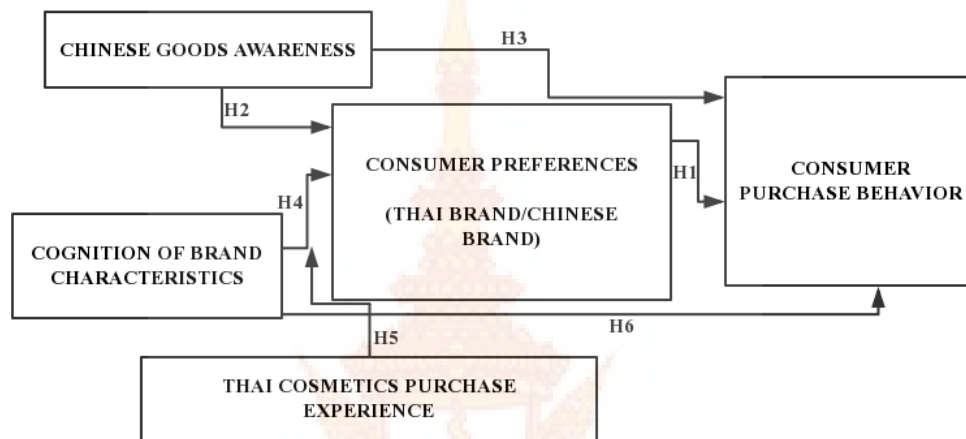 CHINESE GOODS AWARENESS
H3
H2
CONSUMER PREFERENCES
(THAI BRAND/CHINESE
BRAND)
H1
CONSUMER
PURCHASE BEHAVIOR
H4
COGNITION OF BRAND
CHARACTERISTICS
H6
H5
THAI COSMETICS PURCHASE
EXPERIENCE